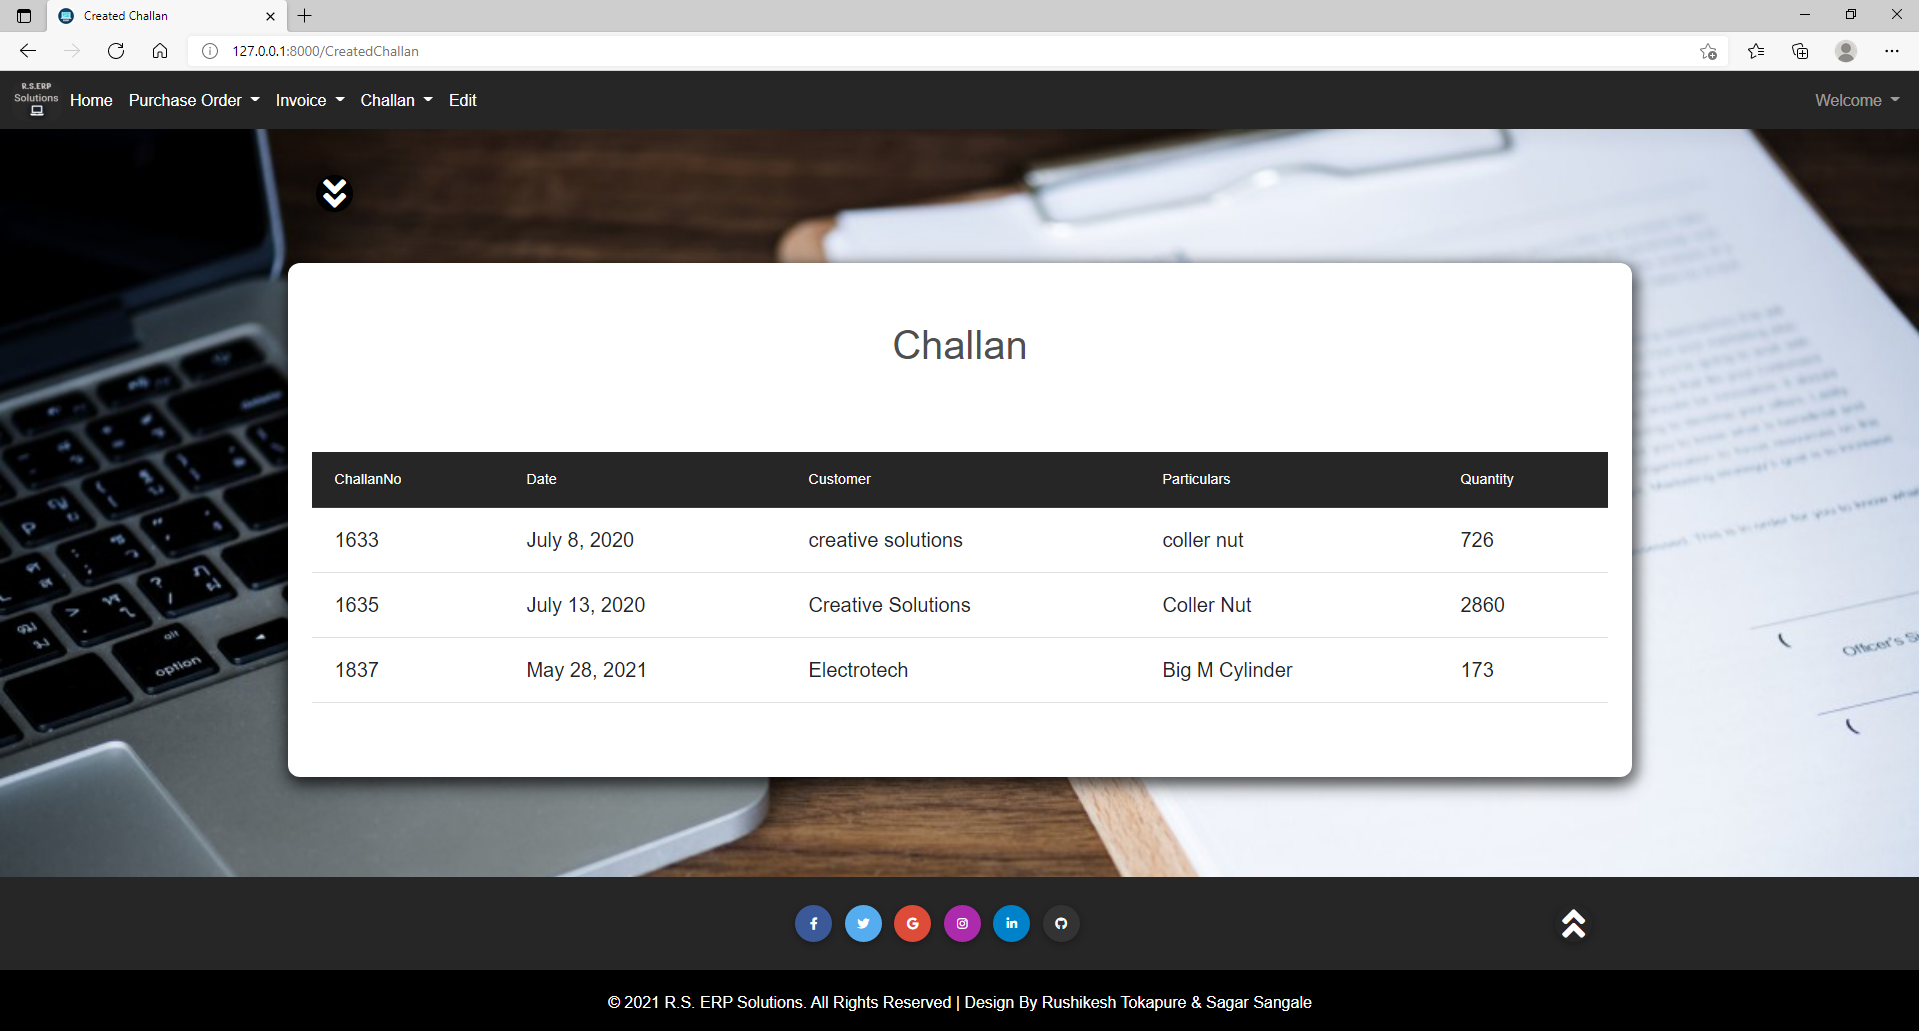 Created Challan
127.0.0.1:8000/CreatedChallan
R.S.ERP
Solutions
Home Purchase Order Invoice Challan Edit Welcome
Challan
ChallanNo Date Customer Particulars Quantity
1633 July 8, 2020 creative solutions coller nut 726
1635 July 13, 2020 Creative Solutions Coller Nut 2860
1837 May 28, 2021 Electrotech Big M Cylinder 173
alt
option
© 2021 R.S. ERP Solutions. All Rights Reserved | Design By Rushikesh Tokapure & Sagar Sangale